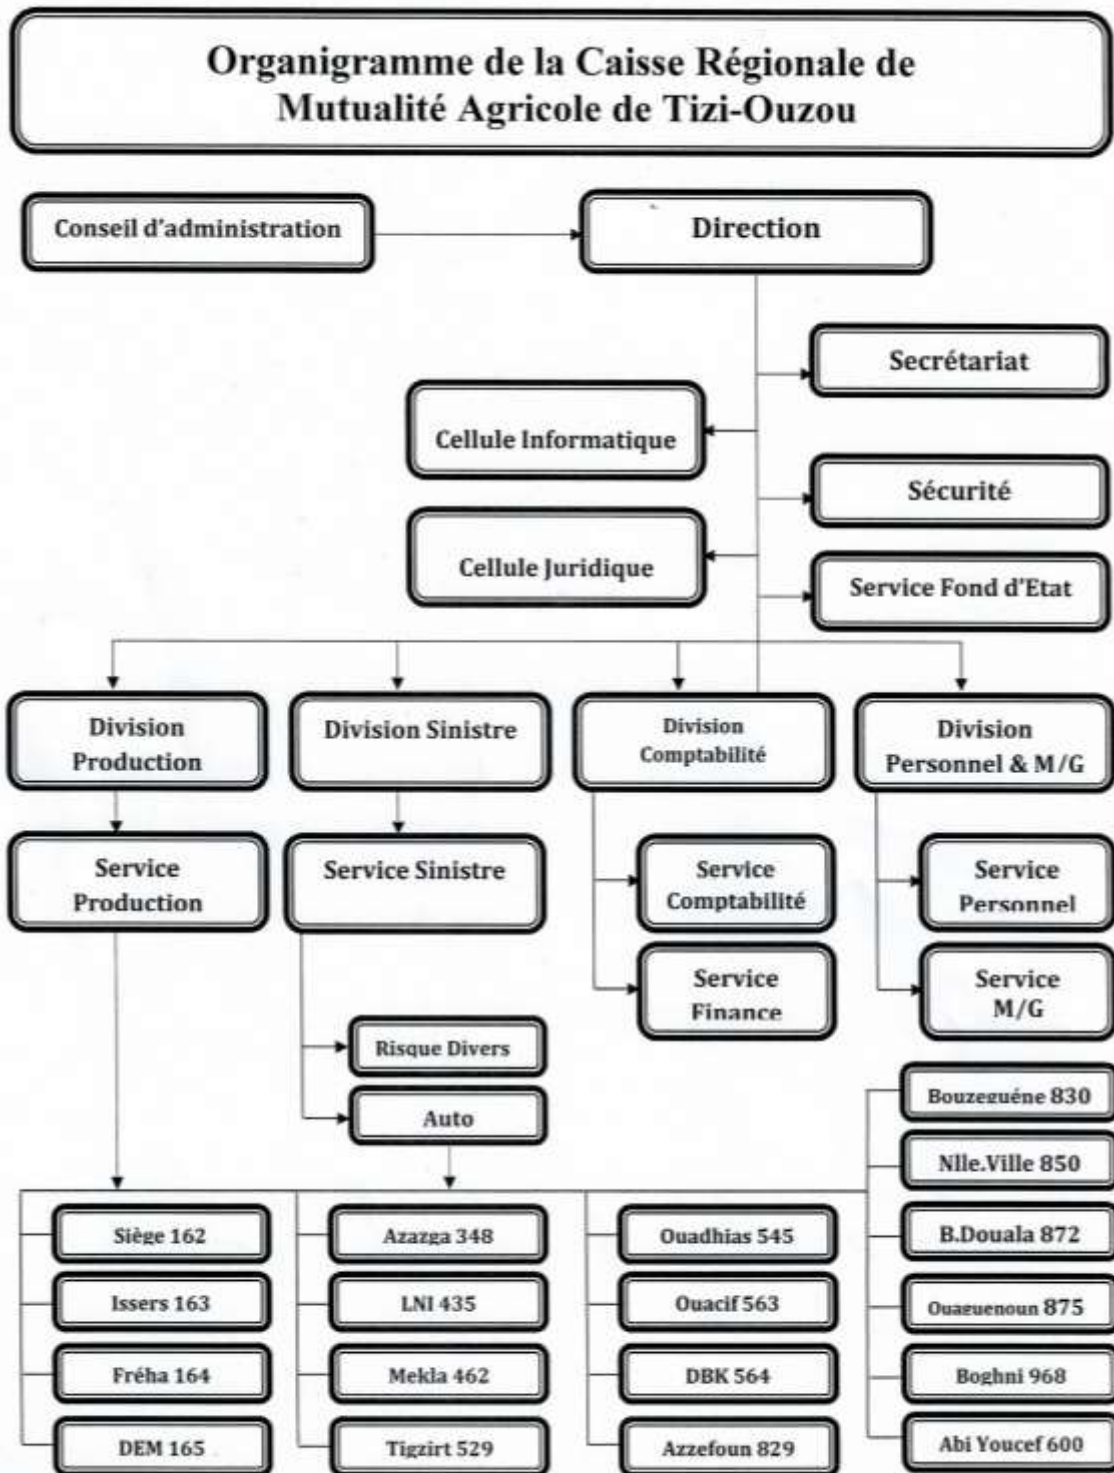 Organigramme de la Caisse Régionale de
Mutualité Agricole de Tizi-Ouzou
Conseil d'administration
Direction
Secrétariat
Cellule Informatique
Sécurité
Cellule Juridique
Service Fond d'Etat
Division
Production
Division Sinistre
Division
Comptabilité
Division
Personnel & M/G
Service
Production
Service Sinistre
Service
Comptabilité
Service
Personnel
Service
Finance
Service
M/G
Risque Divers
Auto
Siège 162
Issers 163
Fréha 164
DEM 165
Azazga 348
LNI 435
Mekla 462
Tigzirt 529
Ouadhias 545
Ouacif 563
DBK 564
Azzefoun 829
Bouzeguéne 830
Nlle.Ville 850
B.Douala 872
Ouaguenoun 875
Boghni 968
Abi Youcef 600